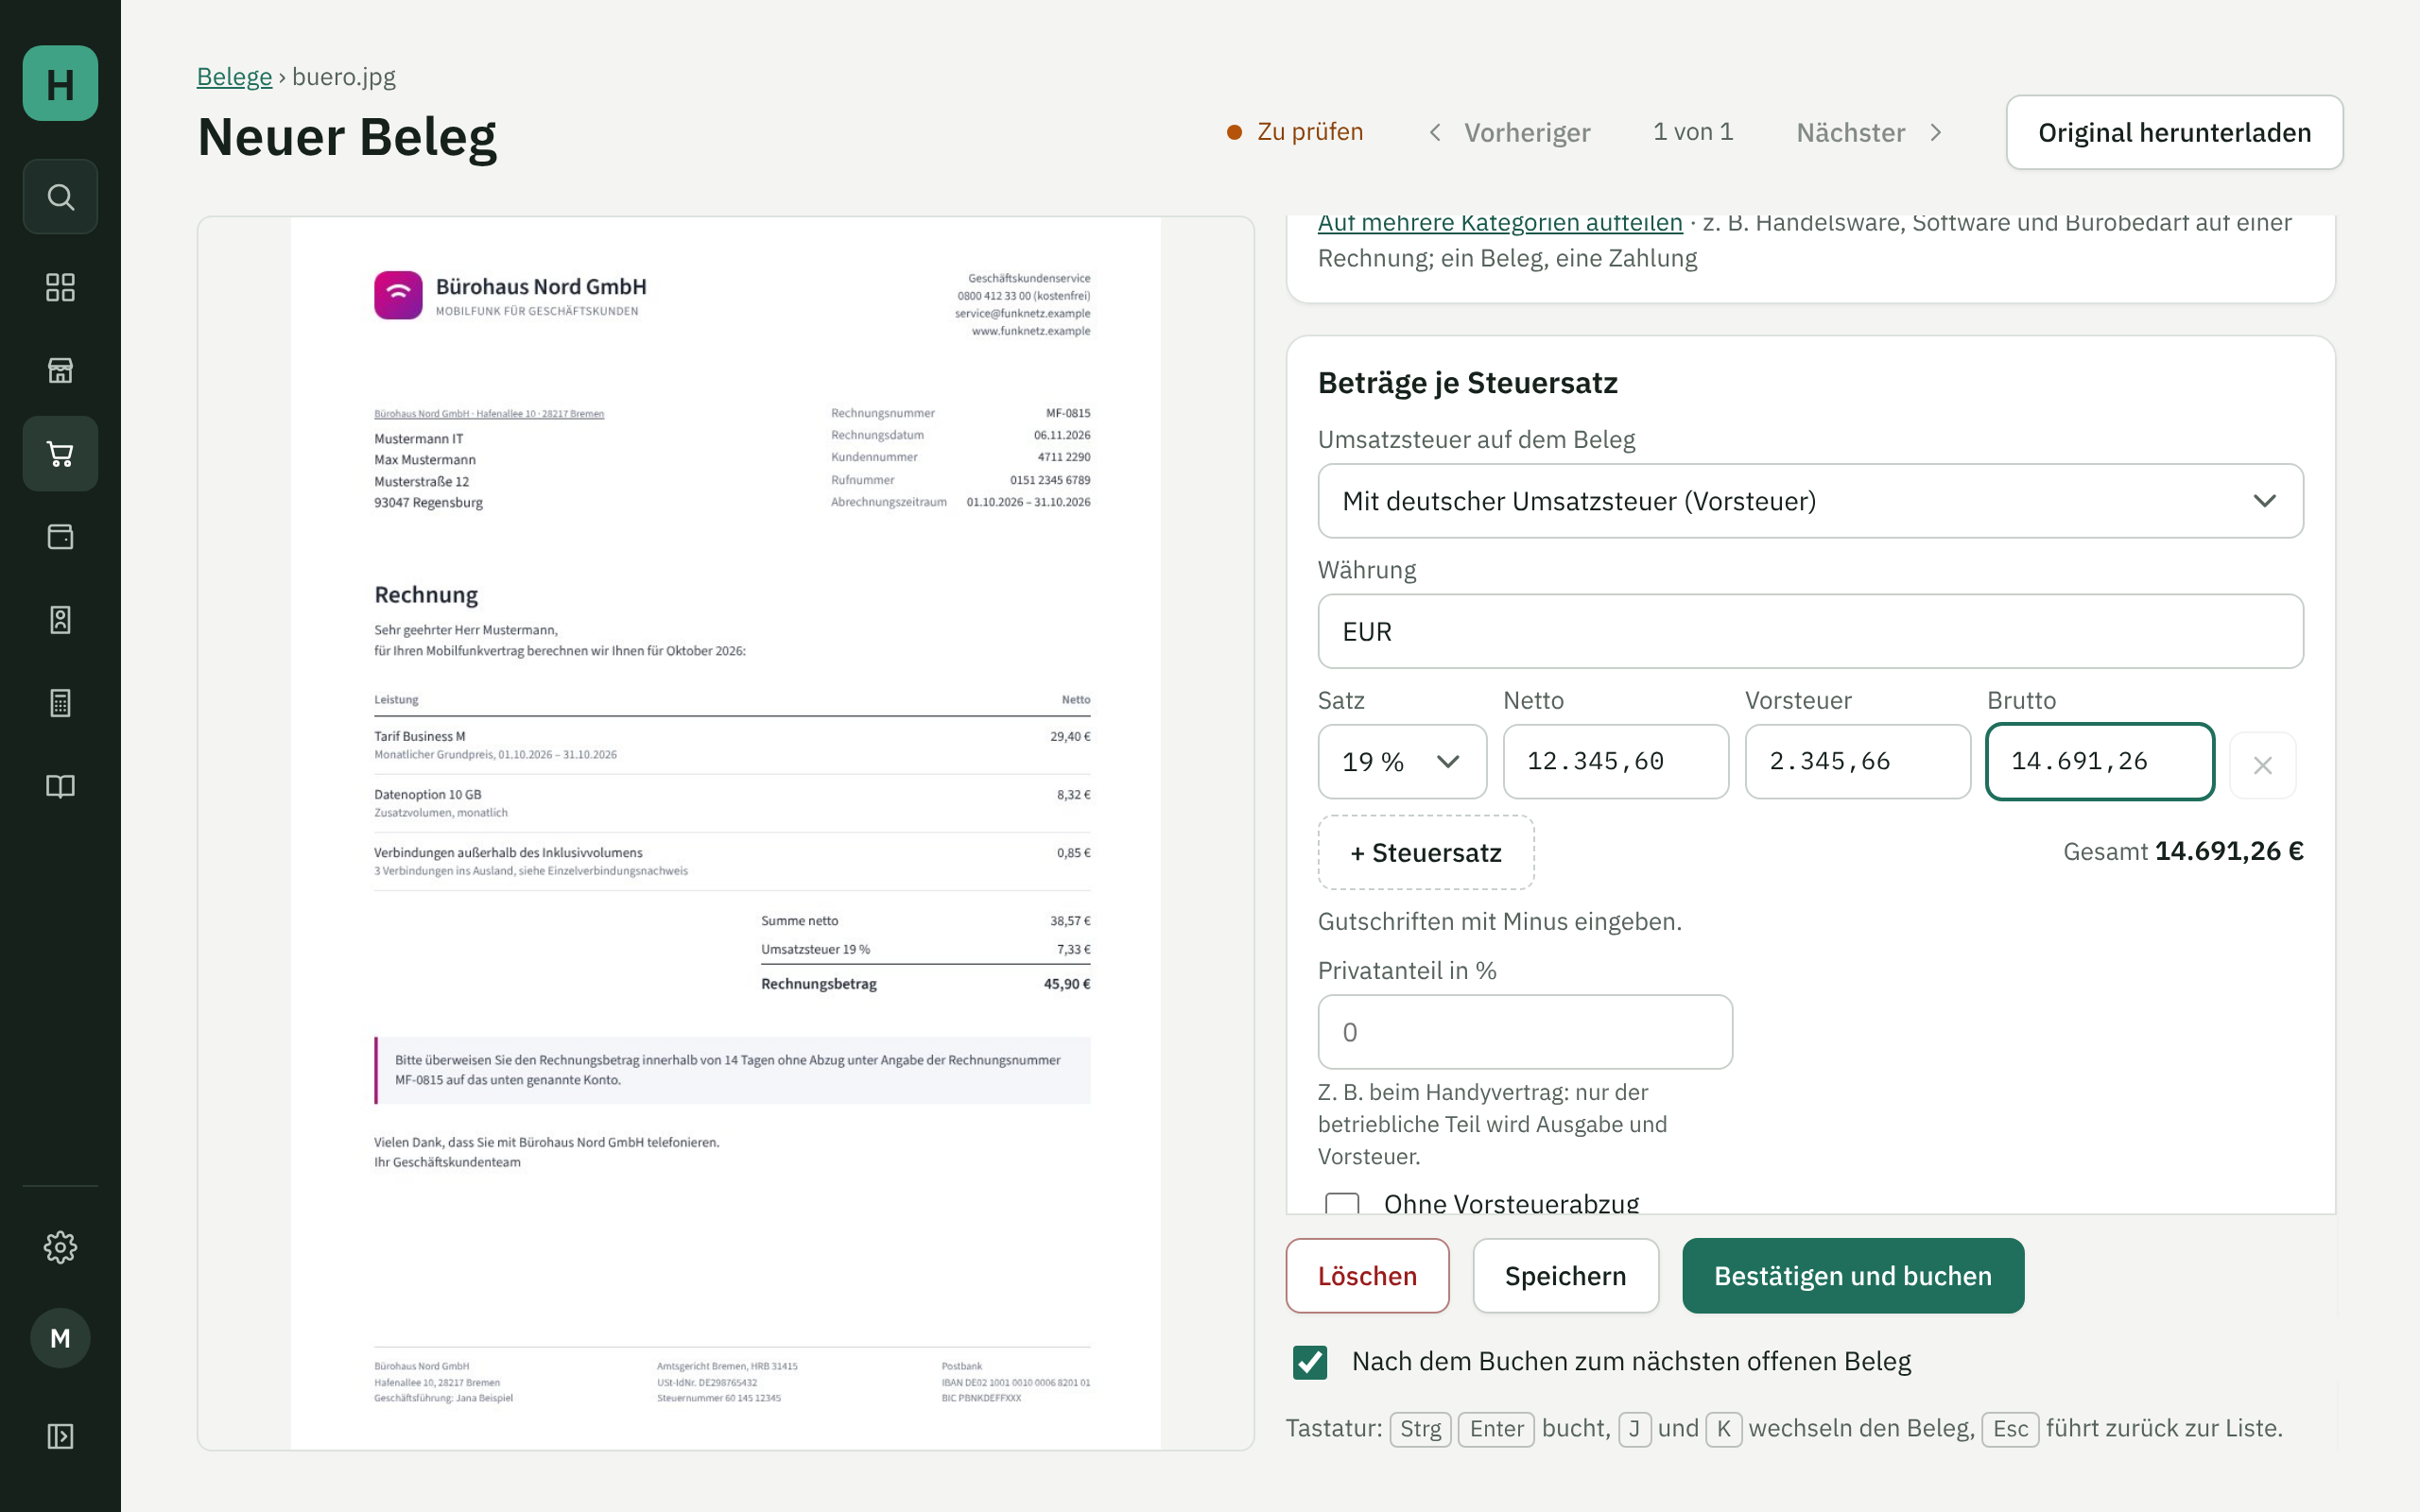 H
Belege › buero.jpg
Neuer Beleg
Zu prüfen
Vorheriger
1 von 1
Nächster
Original herunterladen
Bürohaus Nord GmbH
MOBILFUNK FÜR GESCHÄFTSKUNDEN
Geschäftskundenservice
0800 412 33 00 (kostenfrei)
service@funknetz.example
www.funknetz.example
Bürohaus Nord GmbH · Hafenallee 10 · 28217 Bremen
Mustermann IT
Max Mustermann
Musterstraße 12
93047 Regensburg
Rechnungsnummer MF-0815
Rechnungsdatum 06.11.2026
Kundennummer 4711 2290
Rufnummer 0151 2345 6789
Abrechnungszeitraum 01.10.2026 – 31.10.2026
Rechnung
Sehr geehrter Herr Mustermann,
für Ihren Mobilfunkvertrag berechnen wir Ihnen für Oktober 2026:
Leistung Netto
Tarif Business M 29,40 €
Monatlicher Grundpreis, 01.10.2026 – 31.10.2026
Datenoption 10 GB 8,32 €
Zusatzvolumen, monatlich
Verbindungen außerhalb des Inklusivvolumens 0,85 €
3 Verbindungen ins Ausland, siehe Einzelverbindungsnachweis
Summe netto 38,57 €
Umsatzsteuer 19 % 7,33 €
Rechnungsbetrag 45,90 €
Bitte überweisen Sie den Rechnungsbetrag innerhalb von 14 Tagen ohne Abzug unter Angabe der Rechnungsnummer
MF-0815 auf das unten genannte Konto.
Vielen Dank, dass Sie mit Bürohaus Nord GmbH telefonieren.
Ihr Geschäftskundenteam
Bürohaus Nord GmbH
Hafenallee 10, 28217 Bremen
Geschäftsführung: Jana Beispiel
Amtsgericht Bremen, HRB 31415
USt-IdNr. DE298765432
Steuernummer 60 145 12345
Postbank
IBAN DE02 1001 0010 0006 8201 01
BIC PBNKDEFFXXX
Auf mehrere Kategorien aufteilen · z. B. Handelsware, Software und Bürobedarf auf einer
Rechnung; ein Beleg, eine Zahlung
Beträge je Steuersatz
Umsatzsteuer auf dem Beleg
Mit deutscher Umsatzsteuer (Vorsteuer)
Währung
EUR
Satz Netto Vorsteuer Brutto
19 % 12.345,60 2.345,66 14.691,26
+ Steuersatz
Gesamt 14.691,26 €
Gutschriften mit Minus eingeben.
Privatanteil in %
0
Z. B. beim Handyvertrag: nur der
betriebliche Teil wird Ausgabe und
Vorsteuer.
Ohne Vorsteuerabzug
Löschen
Speichern
Bestätigen und buchen
Nach dem Buchen zum nächsten offenen Beleg
Tastatur: Strg Enter bucht, J und K wechseln den Beleg, Esc führt zurück zur Liste.
M